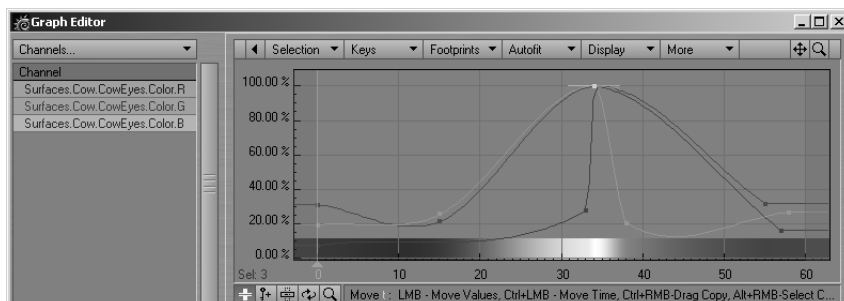 Graph Editor
Channels...
Selection Keys Footprints Autofit Display More
Channel
Surfaces.Cow.CowEyes.Color.R
Surfaces.Cow.CowEyes.Color.G
Surfaces.Cow.CowEyes.Color.B
100.00 %
80.00 %
60.00 %
40.00 %
20.00 %
0.00 %
Sel: 3 0 10 20 30 40 50 60
Move : LMB - Move Values, Ctrl+LMB - Move Time, Ctrl+RMB-Drag Copy, Alt+RMB-Select C...